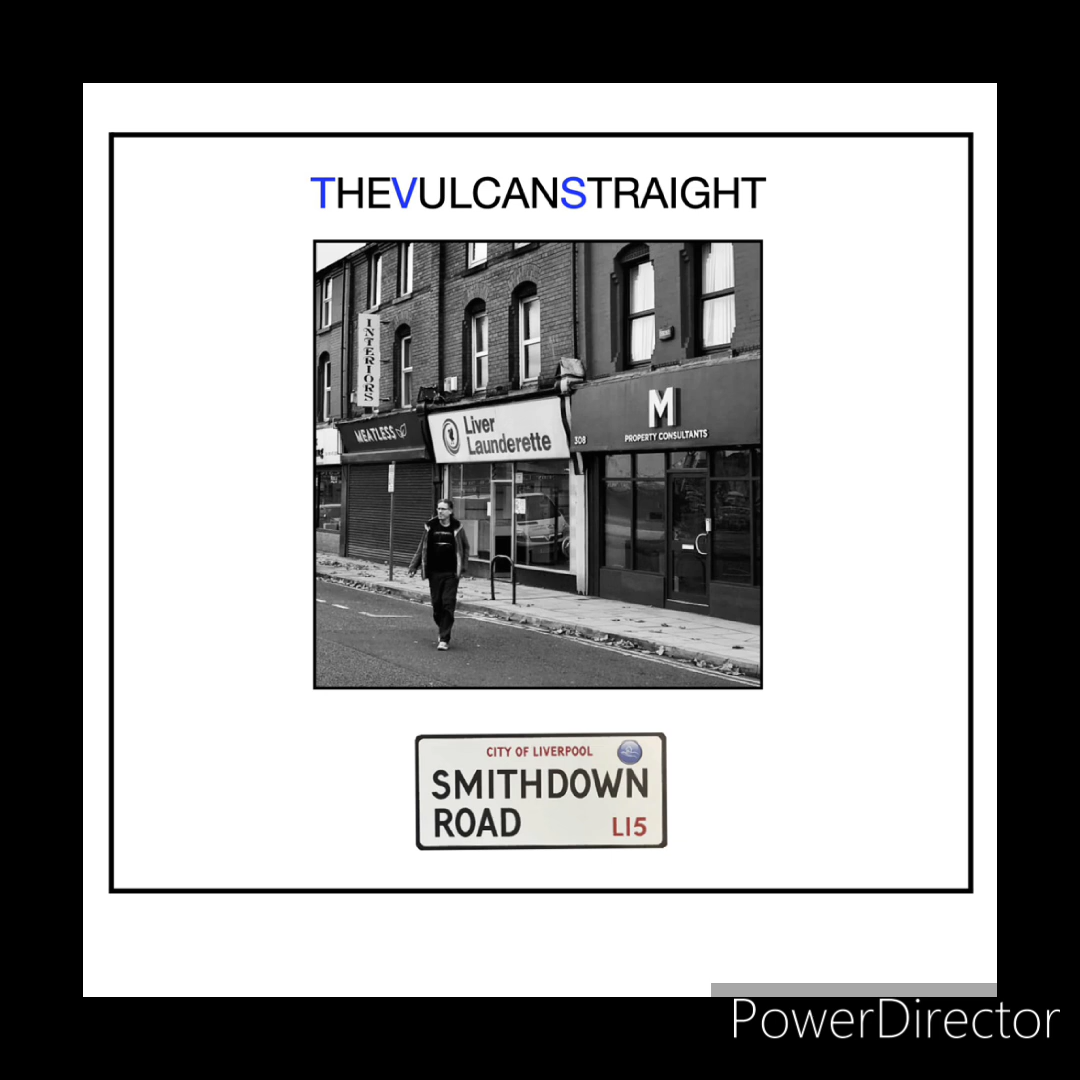 THEVULCANSTRAIGHT
INTERIORS
MEATLESS
Liver
Launderette
M
PROPERTY CONSULTANTS
308
CITY OF LIVERPOOL
SMITHDOWN
ROAD
L15
PowerDirector